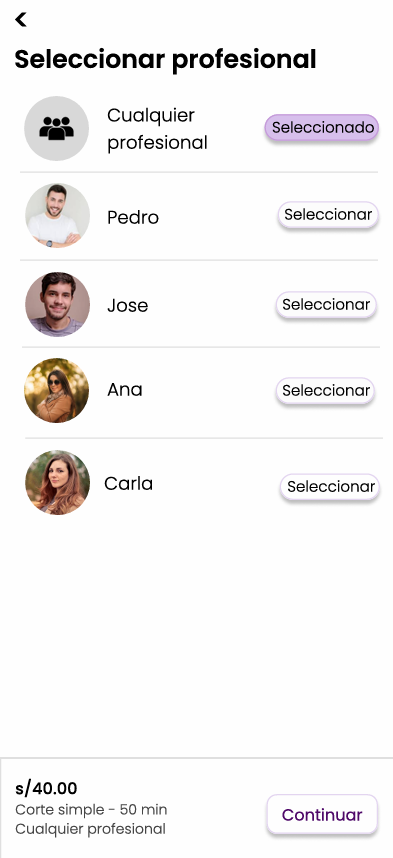 Seleccionar profesional
Cualquier
profesional
Seleccionado
Pedro
Seleccionar
Jose
Seleccionar
Ana
Seleccionar
Carla
Seleccionar
s/40.00
Corte simple - 50 min
Cualquier profesional
Continuar